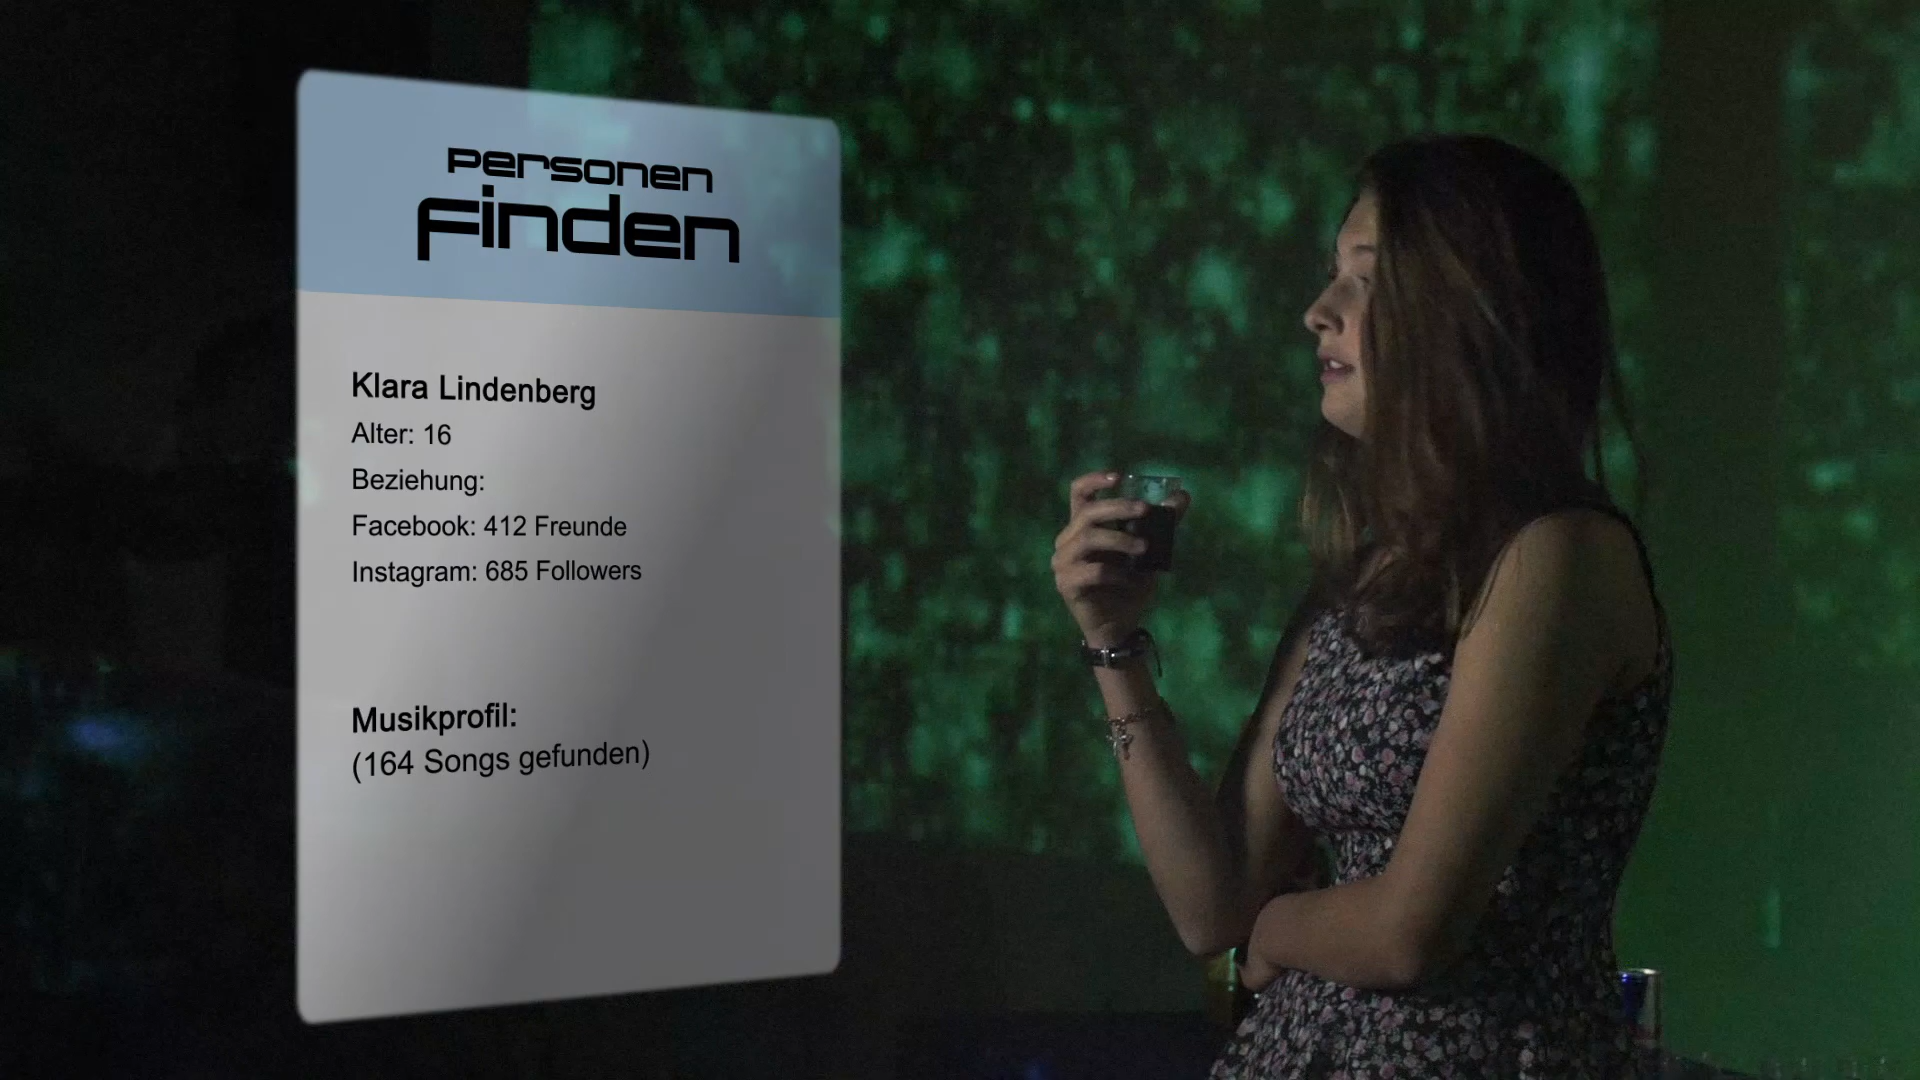 Personen
Finden
Klara Lindenberg
Alter: 16
Beziehung:
Facebook: 412 Freunde
Instagram: 685 Followers
Musikprofil:
(164 Songs gefunden)